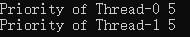 Priority of Thread-0 5
Priority of Thread-1 5